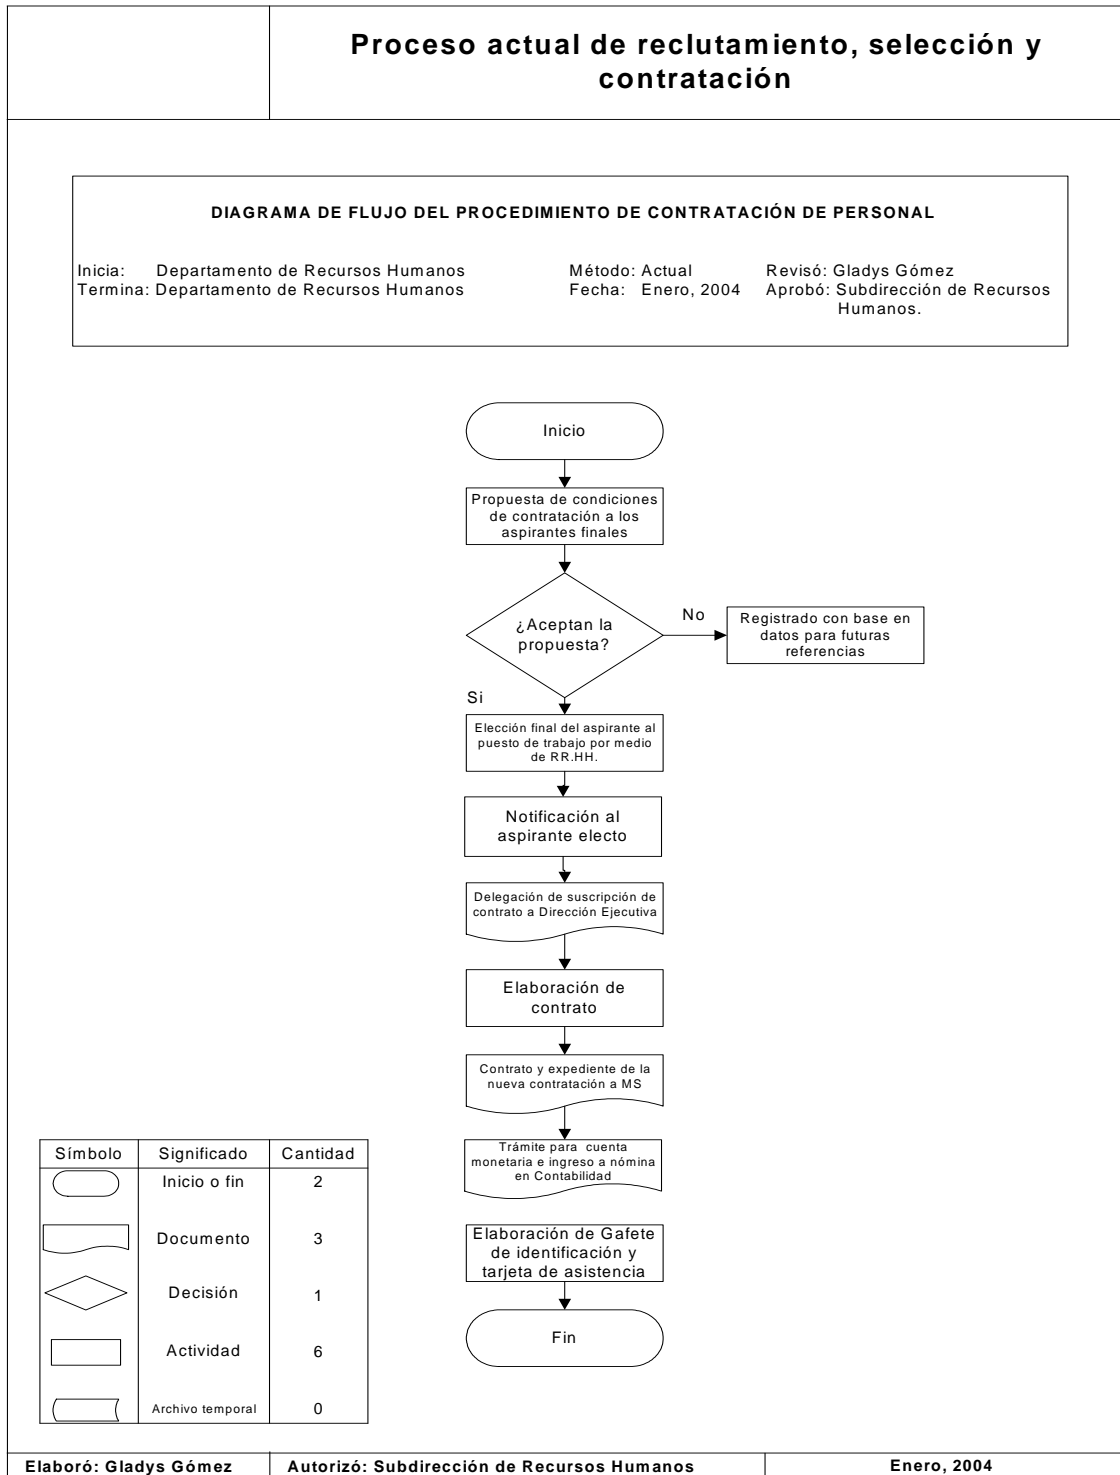 Proceso actual de reclutamiento, selección y
contratación
DIAGRAMA DE FLUJO DEL PROCEDIMIENTO DE CONTRATACIÓN DE PERSONAL
Inicia: Departamento de Recursos Humanos Método: Actual Revisó: Gladys Gómez
Termina: Departamento de Recursos Humanos Fecha: Enero, 2004 Aprobó: Subdirección de Recursos
Humanos.
Inicio
Propuesta de condiciones
de contratación a los
aspirantes finales
¿Aceptan la
propuesta?
No
Registrado con base en
datos para futuras
referencias
Si
Elección final del aspirante al
puesto de trabajo por medio
de RR.HH.
Notificación al
aspirante electo
Delegación de suscripción de
contrato a Dirección Ejecutiva
Elaboración de
contrato
Contrato y expediente de la
nueva contratación a MS
Trámite para cuenta
monetaria e ingreso a nómina
en Contabilidad
Elaboración de Gafete
de identificación y
tarjeta de asistencia
Fin
Símbolo Significado Cantidad
Inicio o fin 2
Documento 3
Decisión 1
Actividad 6
Archivo temporal 0
Elaboró: Gladys Gómez Autorizó: Subdirección de Recursos Humanos Enero, 2004